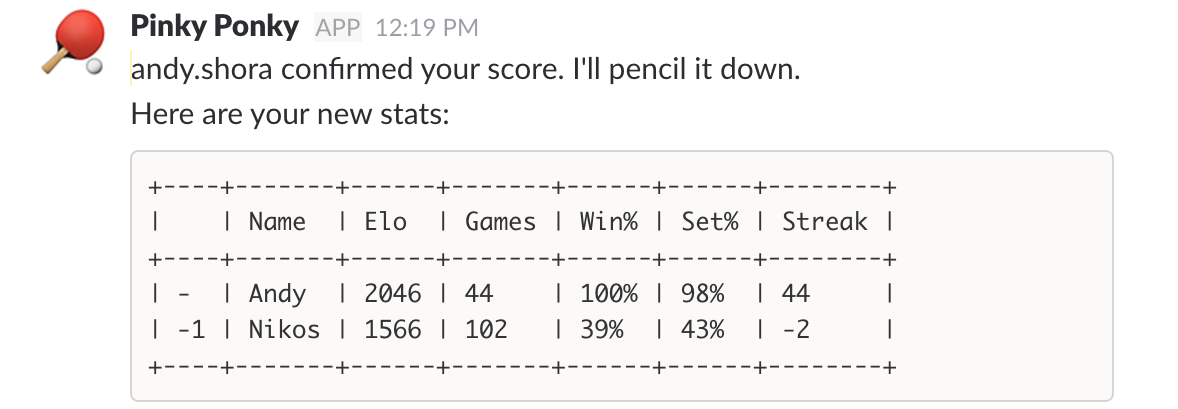 Pinky Ponky APP 12:19 PM
andy.shora confirmed your score. I'll pencil it down.
Here are your new stats:
+----+-------+------+-------+------+------+--------+
|    | Name  | Elo  | Games | Win% | Set% | Streak |
+----+-------+------+-------+------+------+--------+
| -  | Andy  | 2046 | 44    | 100% | 98%  | 44     |
| -1 | Nikos | 1566 | 102   | 39%  | 43%  | -2     |
+----+-------+------+-------+------+------+--------+